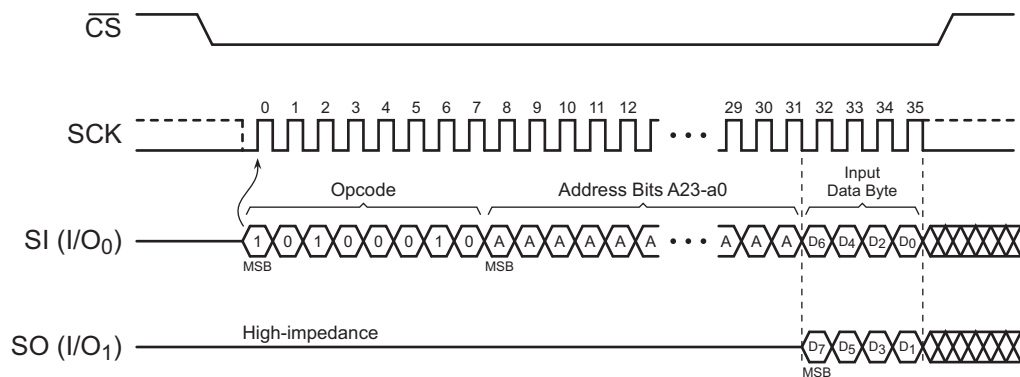 CS
0 1 2 3 4 5 6 7 8 9 10 11 12 29 30 31 32 33 34 35
SCK
Opcode Address Bits A23-a0 Input
Data Byte
SI (I/O0) 1 0 1 0 0 0 1 0 A A A A A A A A A D6 D4 D2 D0
MSB MSB
High-impedance
SO (I/O1) D7 D5 D3 D1
MSB